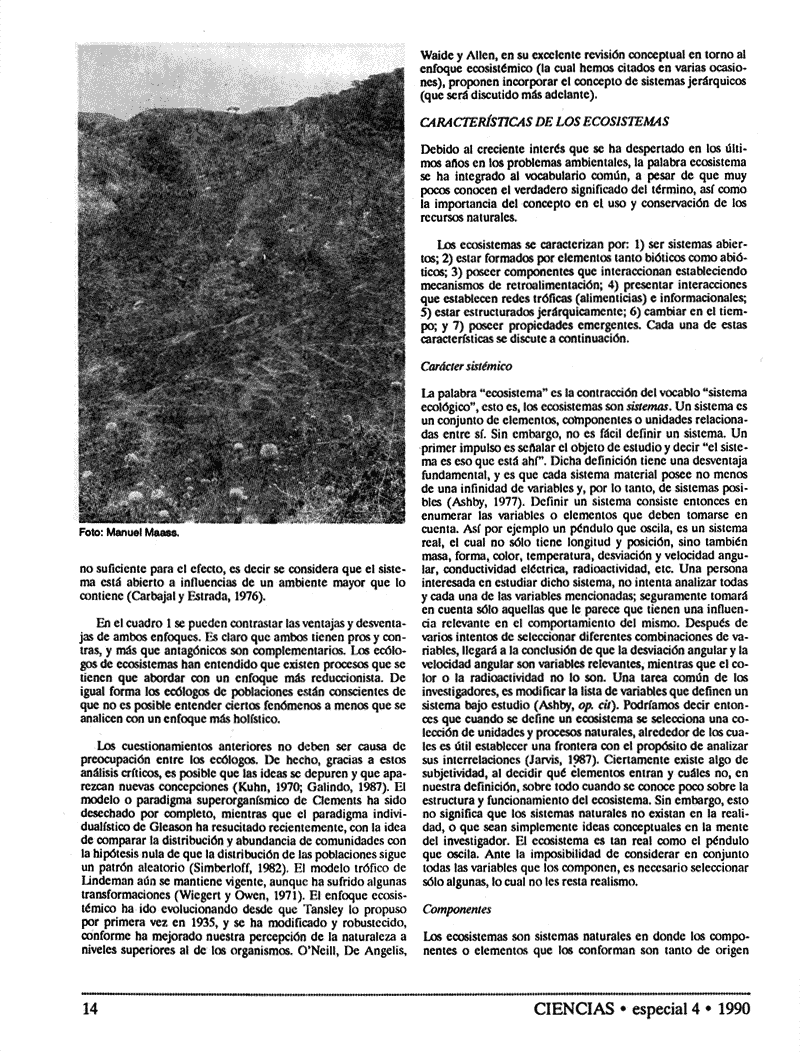 Foto: Manuel Maass.
no suficiente para el efecto, es decir se considera que el siste-
ma está abierto a influencias de un ambiente mayor que lo
contiene (Carbajal y Estrada, 1976).
En el cuadro 1 se pueden contrastar las ventajas y desventa-
jas de ambos enfoques. Es claro que ambos tienen pros y con-
tras, y más que antagónicos son complementarios. Los ecólo-
gos de ecosistemas han entendido que existen procesos que se
tienen que abordar con un enfoque más reduccionista. De
igual forma los ecólogos de poblaciones están conscientes de
que no es posible entender ciertos fenómenos a menos que se
analicen con un enfoque más holístico.
Los cuestionamientos anteriores no deben ser causa de
preocupación entre los ecólogos. De hecho, gracias a estos
análisis críticos, es posible que las ideas se depuren y que apa-
rezcan nuevas concepciones (Kuhn, 1970; Galindo, 1987). El
modelo o paradigma superorganísmico de Clements ha sido
desechado por completo, mientras que el paradigma indivi-
dualístico de Gleason ha resucitado recientemente, con la idea
de comparar la distribución y abundancia de comunidades con
la hipótesis nula de que la distribución de las poblaciones sigue
un patrón aleatorio (Simberloff, 1982). El modelo trófico de
Lindeman aún se mantiene vigente, aunque ha sufrido algunas
transformaciones (Wiegert y Owen, 1971). El enfoque ecosis-
témico ha ido evolucionando desde que Tansley lo propuso
por primera vez en 1935, y se ha modificado y robustecido,
conforme ha mejorado nuestra percepción de la naturaleza a
niveles superiores al de los organismos. O'Neill, De Angelis,
Waide y Allen, en su excelente revisión conceptual en torno al
enfoque ecosistémico (la cual hemos citados en varias ocasio-
nes), proponen incorporar el concepto de sistemas jerárquicos
(que será discutido más adelante).
CARACTERÍSTICAS DE LOS ECOSISTEMAS
Debido al creciente interés que se ha despertado en los últi-
mos años en los problemas ambientales, la palabra ecosistema
se ha integrado al vocabulario común, a pesar de que muy
pocos conocen el verdadero significado del término, así como
la importancia del concepto en el uso y conservación de los
recursos naturales.
Los ecosistemas se caracterizan por: 1) ser sistemas abier-
tos; 2) estar formados por elementos tanto bióticos como abió-
ticos; 3) poseer componentes que interaccionan estableciendo
mecanismos de retroalimentación; 4) presentar interacciones
que establecen redes tróficas (alimenticias) e informacionales;
5) estar estructurados jerárquicamente; 6) cambiar en el tiem-
po; y 7) poseer propiedades emergentes. Cada una de estas
características se discute a continuación.
Carácter sistémico
La palabra "ecosistema" es la contracción del vocablo "sistema
ecológico", esto es, los ecosistemas son sistemas. Un sistema es
un conjunto de elementos, componentes o unidades relaciona-
das entre sí. Sin embargo, no es fácil definir un sistema. Un
primer impulso es señalar el objeto de estudio y decir "el siste-
ma es eso que está ahí". Dicha definición tiene una desventaja
fundamental, y es que cada sistema material posee no menos
de una infinidad de variables y, por lo tanto, de sistemas posi-
bles (Ashby, 1977). Definir un sistema consiste entonces en
enumerar las variables o elementos que deben tomarse en
cuenta. Así por ejemplo un péndulo que oscila, es un sistema
real, el cual no sólo tiene longitud y posición, sino también
masa, forma, color, temperatura, desviación y velocidad angu-
lar, conductividad eléctrica, radioactividad, etc. Una persona
interesada en estudiar dicho sistema, no intenta analizar todas
y cada una de las variables mencionadas; seguramente tomará
en cuenta sólo aquellas que le parece que tienen una influen-
cia relevante en el comportamiento del mismo. Después de
varios intentos de seleccionar diferentes combinaciones de va-
riables, llegará a la conclusión de que la desviación angular y la
velocidad angular son variables relevantes, mientras que el co-
lor o la radioactividad no lo son. Una tarea común de los
investigadores, es modificar la lista de variables que definen un
sistema bajo estudio (Ashby, op. cit). Podríamos decir enton-
ces que cuando se define un ecosistema se selecciona una co-
lección de unidades y procesos naturales, alrededor de los cua-
les es útil establecer una frontera con el propósito de analizar
sus interrelaciones (Jarvis, 1987). Ciertamente existe algo de
subjetividad, al decidir qué elementos entran y cuáles no, en
nuestra definición, sobre todo cuando se conoce poco sobre la
estructura y funcionamiento del ecosistema. Sin embargo, esto
no significa que los sistemas naturales no existan en la reali-
dad, o que sean simplemente ideas conceptuales en la mente
del investigador. El ecosistema es tan real como el péndulo
que oscila. Ante la imposibilidad de considerar en conjunto
todas las variables que los componen, es necesario seleccionar
sólo algunas, lo cual no les resta realismo.
Componentes
Los ecosistemas son sistemas naturales en donde los compo-
nentes o elementos que los conforman son tanto de origen
14
CIENCIAS • especial 4 • 1990